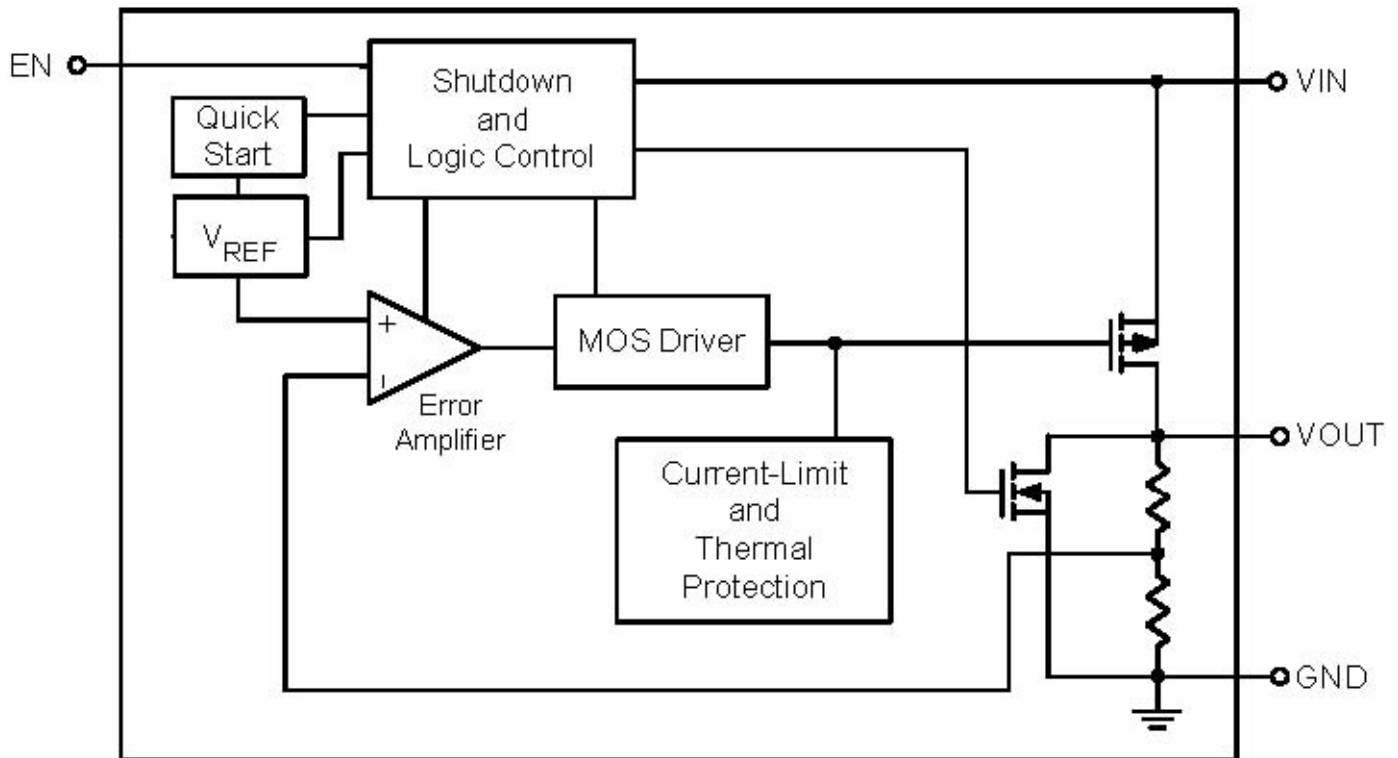 EN
Shutdown
and
Logic Control
VIN
Quick
Start
VREF
+
-
MOS Driver
Error
Amplifier
VOUT
Current-Limit
and
Thermal
Protection
GND